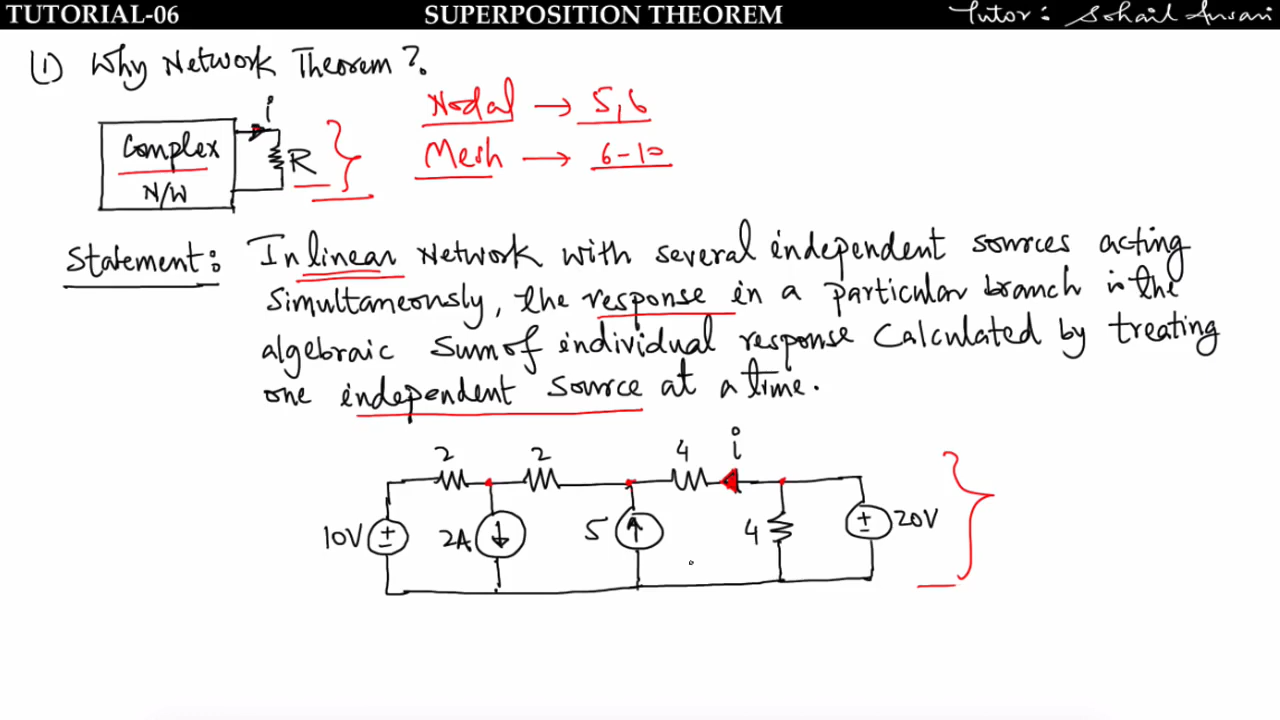 TUTORIAL-06 SUPERPOSITION THEOREM Tutor: Sohail Ansari
(1) Why Network Theorem?
i
Complex
N/W
R
Nodal → 5,6
Mesh → 6-10
Statement: In linear Network with several independent sources acting
simultaneously, the response in a particular branch is the
algebraic sum of individual response calculated by treating
one independent source at a time.
2 2 4 i
10V + - 2A 5 4 + - 20V